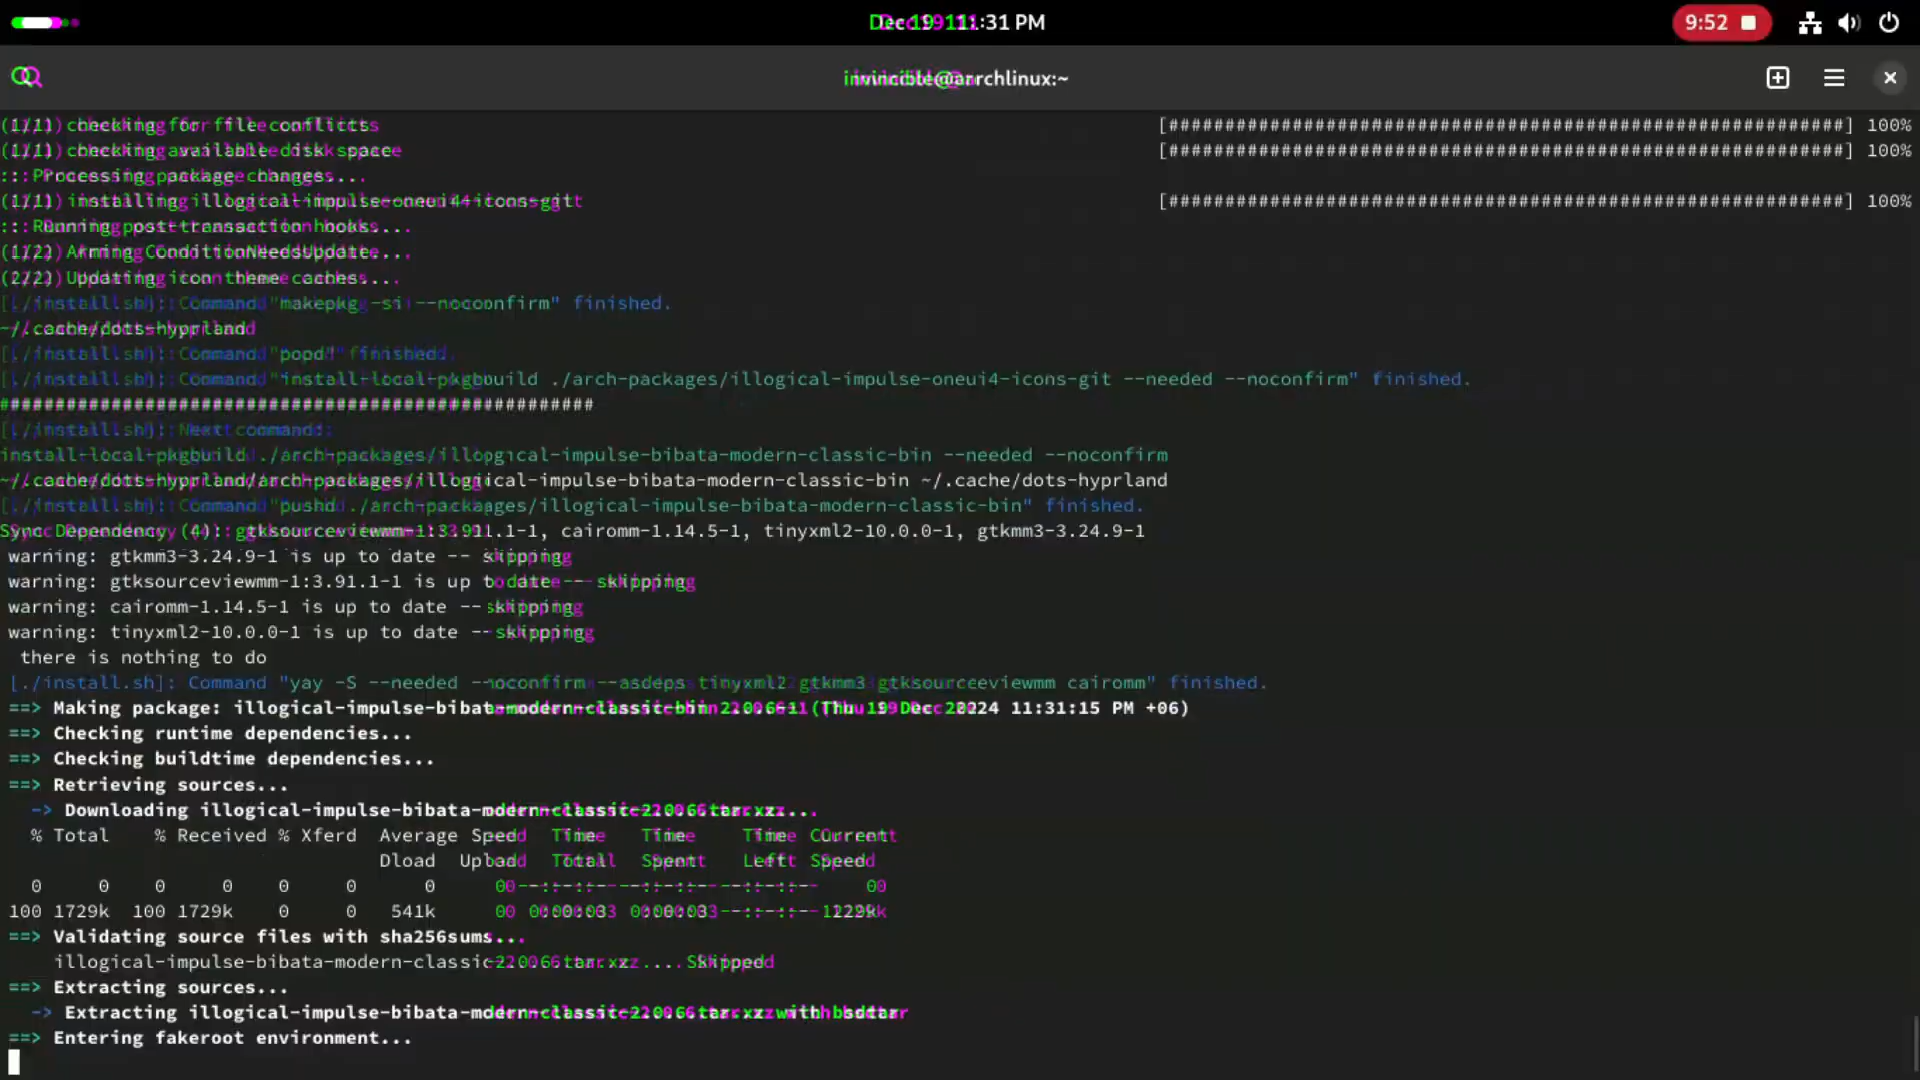 Dec 19 11:31 PM
9:52
invincible@archlinux:~
(1/1) checking for file conflicts [############################################################] 100%
(1/1) checking available disk space [############################################################] 100%
:: Processing package changes...
(1/1) installing illogical-impulse-oneui4-icons-git [############################################################] 100%
:: Running post-transaction hooks...
(1/2) Arming ConditionNeedsUpdate...
(2/2) Updating icon theme caches...
[./install.sh]: Command "makepkg -si --noconfirm" finished.
~/.cache/dots-hyprland
[./install.sh]: Command "popd" finished.
[./install.sh]: Command "install-local-pkgbuild ./arch-packages/illogical-impulse-oneui4-icons-git --needed --noconfirm" finished.
#####################################################
[./install.sh]: Next command:
install-local-pkgbuild ./arch-packages/illogical-impulse-bibata-modern-classic-bin --needed --noconfirm
~/.cache/dots-hyprland/arch-packages/illogical-impulse-bibata-modern-classic-bin ~/.cache/dots-hyprland
[./install.sh]: Command "pushd ./arch-packages/illogical-impulse-bibata-modern-classic-bin" finished.
Sync Dependency (4): gtksourceviewmm-1:3.91.1-1, cairomm-1.14.5-1, tinyxml2-10.0.0-1, gtkmm3-3.24.9-1
warning: gtkmm3-3.24.9-1 is up to date -- skipping
warning: gtksourceviewmm-1:3.91.1-1 is up to date -- skipping
warning: cairomm-1.14.5-1 is up to date -- skipping
warning: tinyxml2-10.0.0-1 is up to date -- skipping
there is nothing to do
[./install.sh]: Command "yay -S --needed --noconfirm --asdeps tinyxml2 gtkmm3 gtksourceviewmm cairomm" finished.
==> Making package: illogical-impulse-bibata-modern-classic-bin 2.0.6-1 (Thu 19 Dec 2024 11:31:15 PM +06)
==> Checking runtime dependencies...
==> Checking buildtime dependencies...
==> Retrieving sources...
-> Downloading illogical-impulse-bibata-modern-classic-2.0.6.tar.xz...
% Total % Received % Xferd Average Speed Time Time Time Current
Dload Upload Total Spent Left Speed
0 0 0 0 0 0 0 0 --:--:-- --:--:-- --:--:-- 0
100 1729k 100 1729k 0 0 541k 0 0:00:03 0:00:03 --:--:-- 1129k
==> Validating source files with sha256sums...
illogical-impulse-bibata-modern-classic-2.0.6.tar.xz ... Skipped
==> Extracting sources...
-> Extracting illogical-impulse-bibata-modern-classic-2.0.6.tar.xz with bsdtar
==> Entering fakeroot environment...